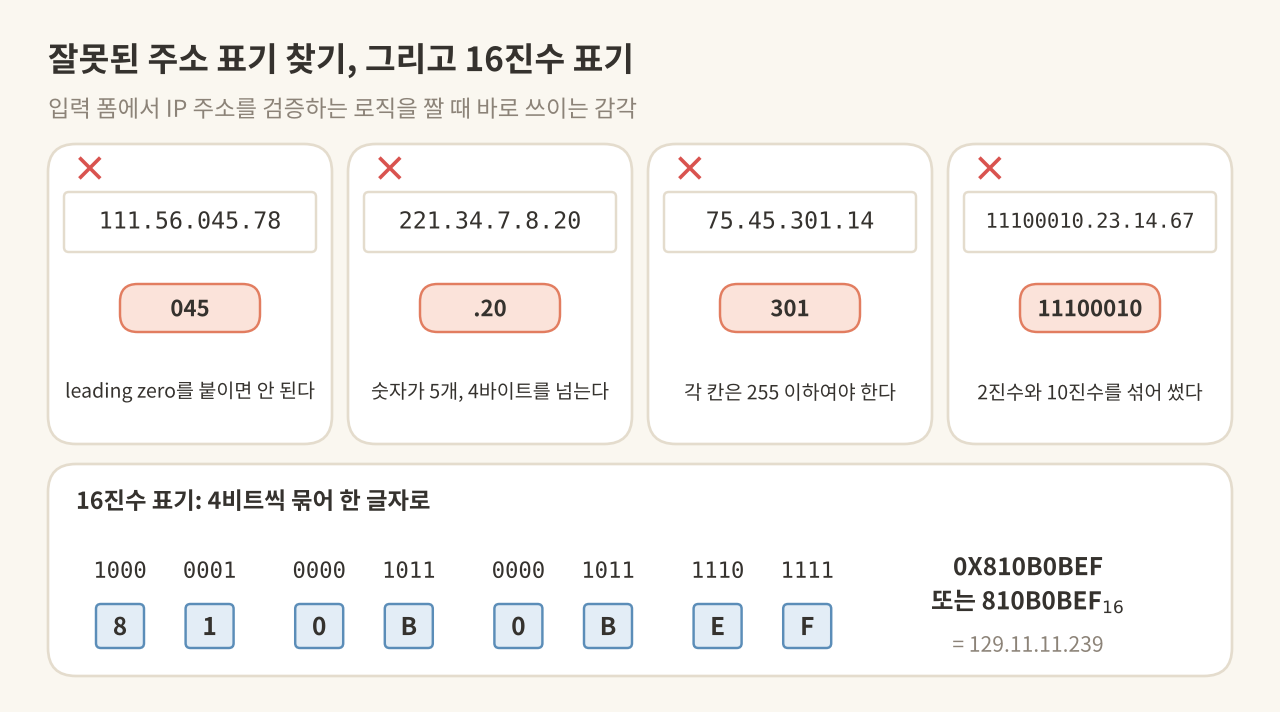 잘못된 주소 표기 찾기, 그리고 16진수 표기
입력 폼에서 IP 주소를 검증하는 로직을 짤 때 바로 쓰이는 감각
111.56.045.78
045
leading zero를 붙이면 안 된다
221.34.7.8.20
.20
숫자가 5개, 4바이트를 넘는다
75.45.301.14
301
각 칸은 255 이하여야 한다
11100010.23.14.67
11100010
2진수와 10진수를 섞어 썼다
16진수 표기: 4비트씩 묶어 한 글자로
1000 0001 0000 1011 0000 1011 1110 1111
8 1 0 B 0 B E F
0X810B0BEF
또는 810B0BEF₁₆
= 129.11.11.239